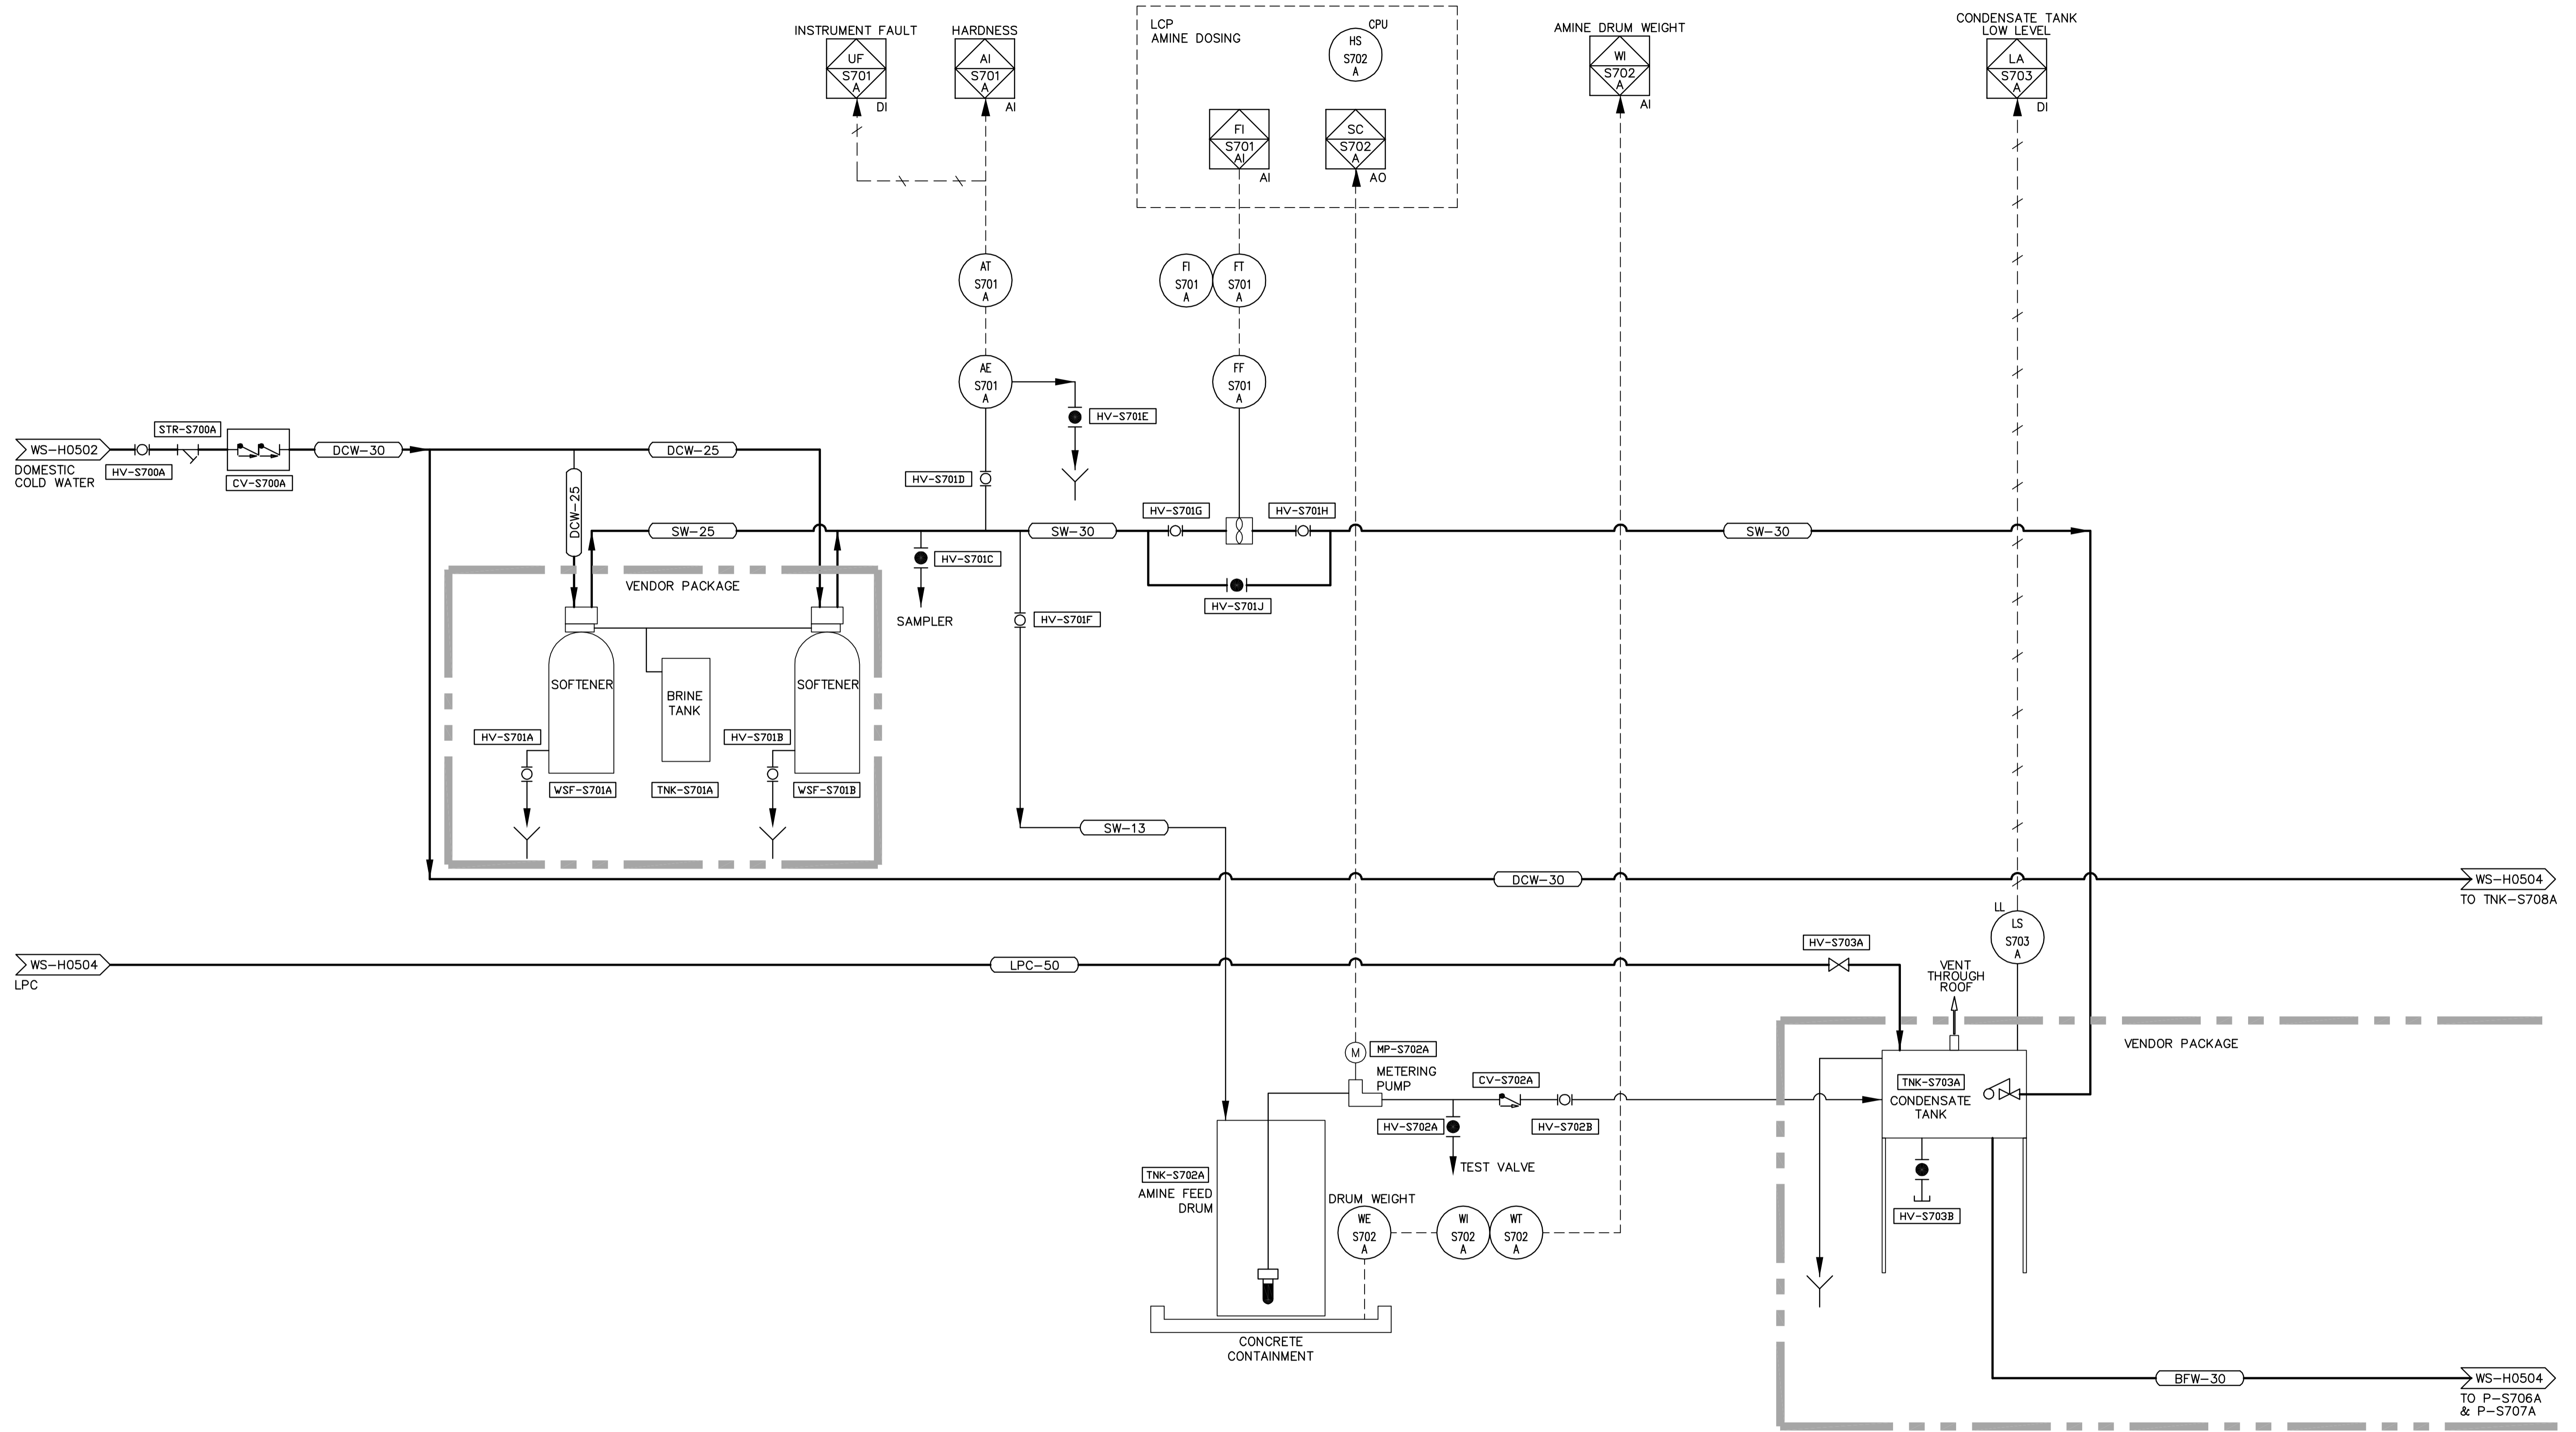 INSTRUMENT FAULT
UF
S701
A
DI
HARDNESS
AI
S701
A
AI
LCP
AMINE DOSING
CPU
HS
S702
A
FI
S701
AI
AI
SC
S702
A
AO
AMINE DRUM WEIGHT
WI
S702
A
AI
CONDENSATE TANK
LOW LEVEL
LA
S703
A
DI
AT
S701
A
FI
S701
A
FT
S701
A
AE
S701
A
FF
S701
A
HV-S701E
STR-S700A
WS-H0502
DOMESTIC
COLD WATER
HV-S700A
CV-S700A
DCW-30
DCW-25
DCW-25
HV-S701D
SW-25
SW-30
HV-S701G
HV-S701H
SW-30
HV-S701C
SAMPLER
HV-S701J
HV-S701F
VENDOR PACKAGE
SOFTENER
BRINE
TANK
SOFTENER
HV-S701A
HV-S701B
WSF-S701A
TNK-S701A
WSF-S701B
SW-13
DCW-30
WS-H0504
TO TNK-S708A
WS-H0504
LPC
LPC-50
HV-S703A
LL
LS
S703
A
VENT
THROUGH
ROOF
VENDOR PACKAGE
M
MP-S702A
METERING
PUMP
CV-S702A
HV-S702A
HV-S702B
TEST VALVE
TNK-S703A
CONDENSATE
TANK
HV-S703B
TNK-S702A
AMINE FEED
DRUM
DRUM WEIGHT
WE
S702
A
WI
S702
A
WT
S702
A
CONCRETE
CONTAINMENT
BFW-30
WS-H0504
TO P-S706A
& P-S707A